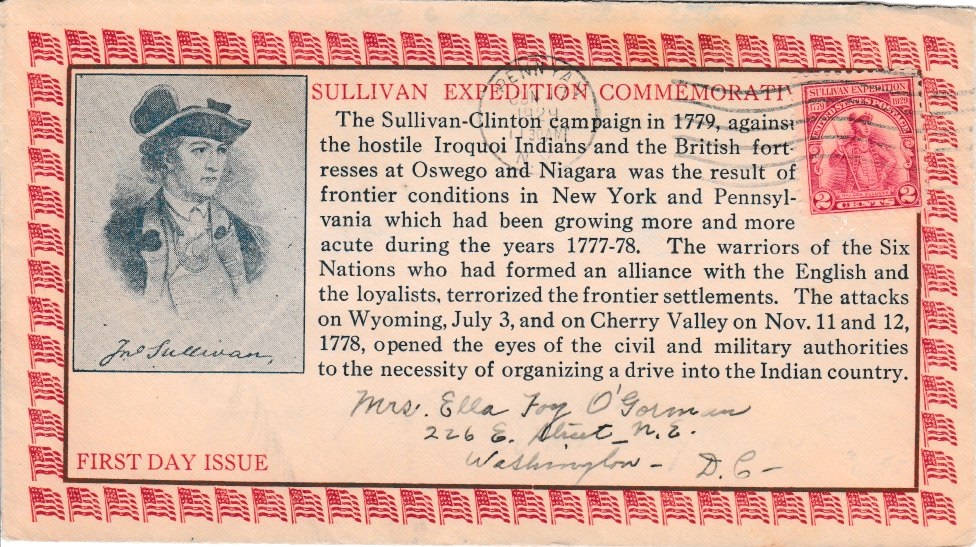 SULLIVAN EXPEDITION COMMEMORATIV
The Sullivan-Clinton campaign in 1779, against
the hostile Iroquoi Indians and the British fort-
resses at Oswego and Niagara was the result of
frontier conditions in New York and Pennsyl-
vania which had been growing more and more
acute during the years 1777-78. The warriors of the Six
Nations who had formed an alliance with the English and
the loyalists, terrorized the frontier settlements. The attacks
on Wyoming, July 3, and on Cherry Valley on Nov. 11 and 12,
1778, opened the eyes of the civil and military authorities
to the necessity of organizing a drive into the Indian country.
Jno Sullivan,
PENN YAN
SULLIVAN EXPEDITION
1779 1929
U.S. POSTAGE
2 CENTS 2
Mrs. Ella Foy O'Gorman
226 E. Street N.E.
Washington - D.C-
FIRST DAY ISSUE